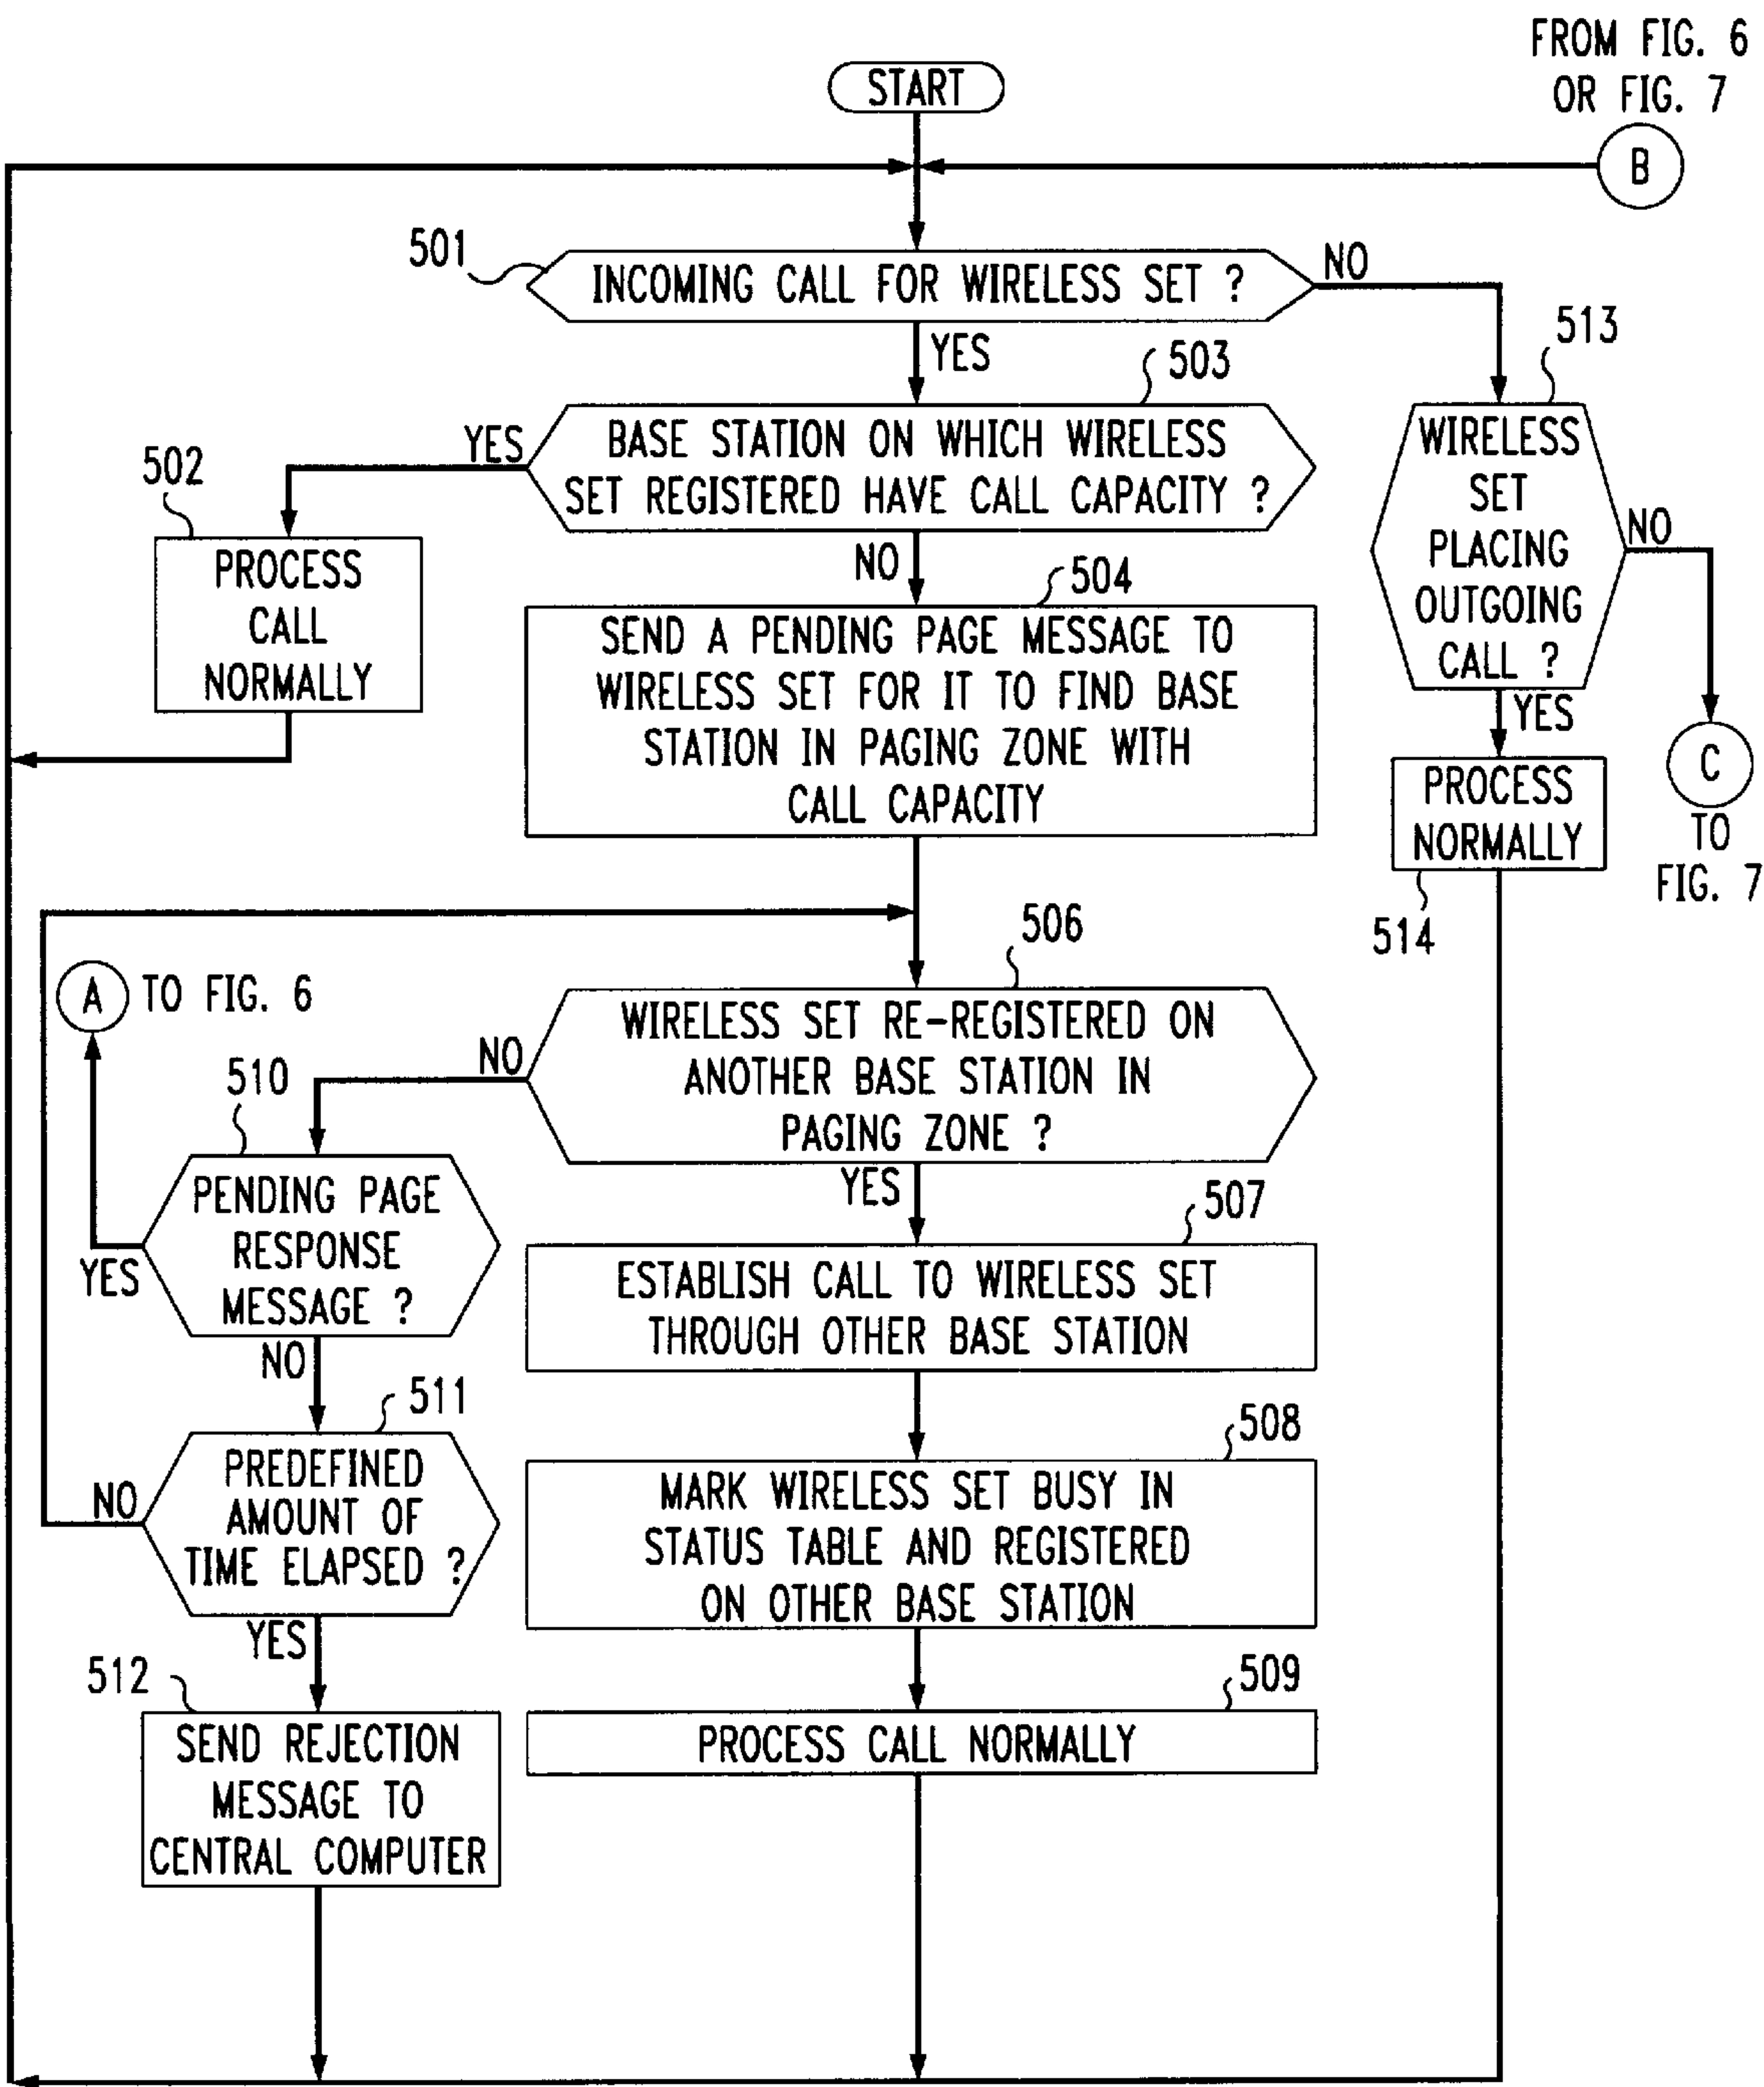 FROM FIG. 6
OR FIG. 7
START
B
501
INCOMING CALL FOR WIRELESS SET ?
NO
YES
513
503
BASE STATION ON WHICH WIRELESS
SET REGISTERED HAVE CALL CAPACITY ?
YES
NO
502
PROCESS
CALL
NORMALLY
WIRELESS
SET
PLACING
OUTGOING
CALL ?
NO
YES
504
SEND A PENDING PAGE MESSAGE TO
WIRELESS SET FOR IT TO FIND BASE
STATION IN PAGING ZONE WITH
CALL CAPACITY
C
TO
FIG. 7
PROCESS
NORMALLY
514
506
A
TO FIG. 6
WIRELESS SET RE-REGISTERED ON
ANOTHER BASE STATION IN
PAGING ZONE ?
NO
YES
510
PENDING PAGE
RESPONSE
MESSAGE ?
YES
NO
507
ESTABLISH CALL TO WIRELESS SET
THROUGH OTHER BASE STATION
511
PREDEFINED
AMOUNT OF
TIME ELAPSED ?
NO
YES
508
MARK WIRELESS SET BUSY IN
STATUS TABLE AND REGISTERED
ON OTHER BASE STATION
512
SEND REJECTION
MESSAGE TO
CENTRAL COMPUTER
509
PROCESS CALL NORMALLY